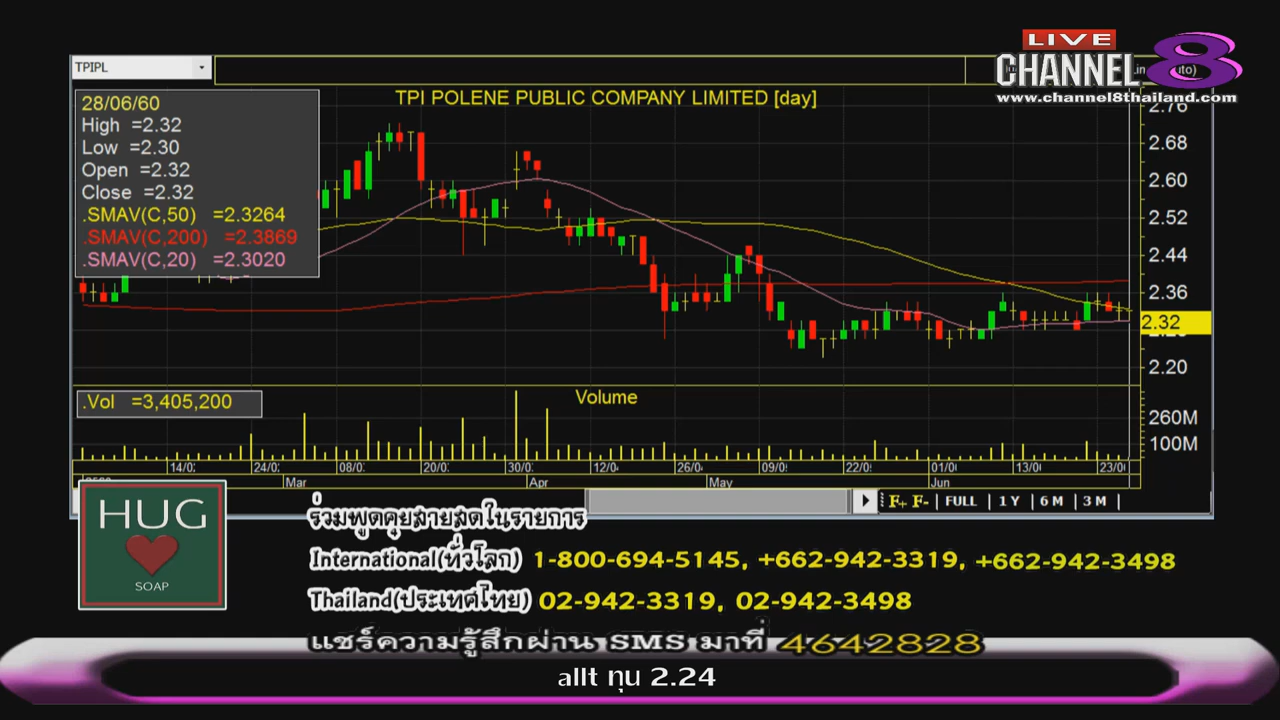 LIVE
CHANNEL 8
www.channel8thailand.com
TPIPL
TPI POLENE PUBLIC COMPANY LIMITED [day]
28/06/60
High =2.32
Low =2.30
Open =2.32
Close =2.32
.SMAV(C,50) =2.3264
.SMAV(C,200) =2.3869
.SMAV(C,20) =2.3020
2.76
2.68
2.60
2.52
2.44
2.36
2.32
2.20
.Vol =3,405,200
Volume
260M
100M
24/0 08/0 20/0 30/0 12/0 26/0 09/0 22/0 01/0 13/0 23/0
Mar Apr May Jun
F+ F- | FULL | 1 Y | 6 M | 3 M |
HUG
SOAP
ร่วมพูดคุยสายสดในรายการ
International(ทั่วโลก) 1-800-694-5145, +662-942-3319, +662-942-3498
Thailand(ประเทศไทย) 02-942-3319, 02-942-3498
แชร์ความรู้สึกผ่าน SMS มาที่ 4642828
allt ทุน 2.24